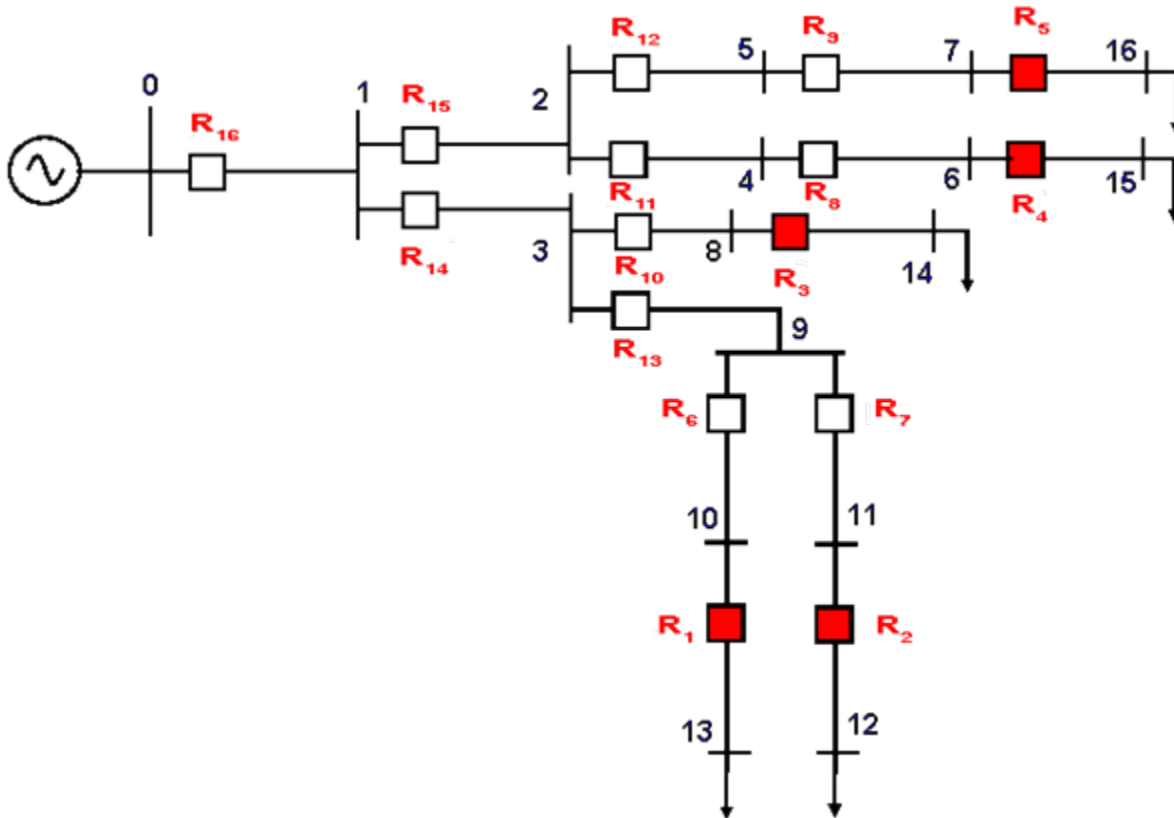 R₁₂ R₉ R₅
5 7 16
0
1 R₁₅ 2
R₁₆
4 6 15
R₁₁ R₈ R₄
R₁₄ 3 8 14
R₁₀ R₃
9
R₁₃
R₆ R₇
10 11
R₁ R₂
13 12